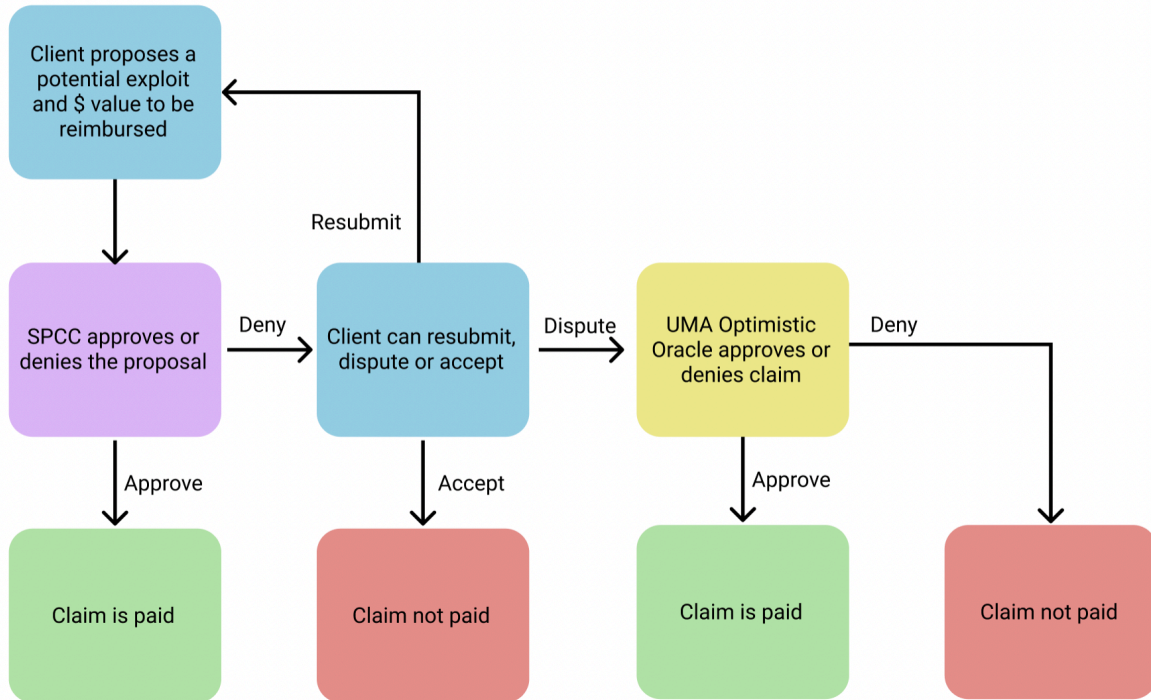 Client proposes a
potential exploit
and $ value to be
reimbursed
Resubmit
SPCC approves or
denies the proposal
Deny
Client can resubmit,
dispute or accept
Dispute
UMA Optimistic
Oracle approves or
denies claim
Deny
Approve
Accept
Approve
Claim is paid
Claim not paid
Claim is paid
Claim not paid